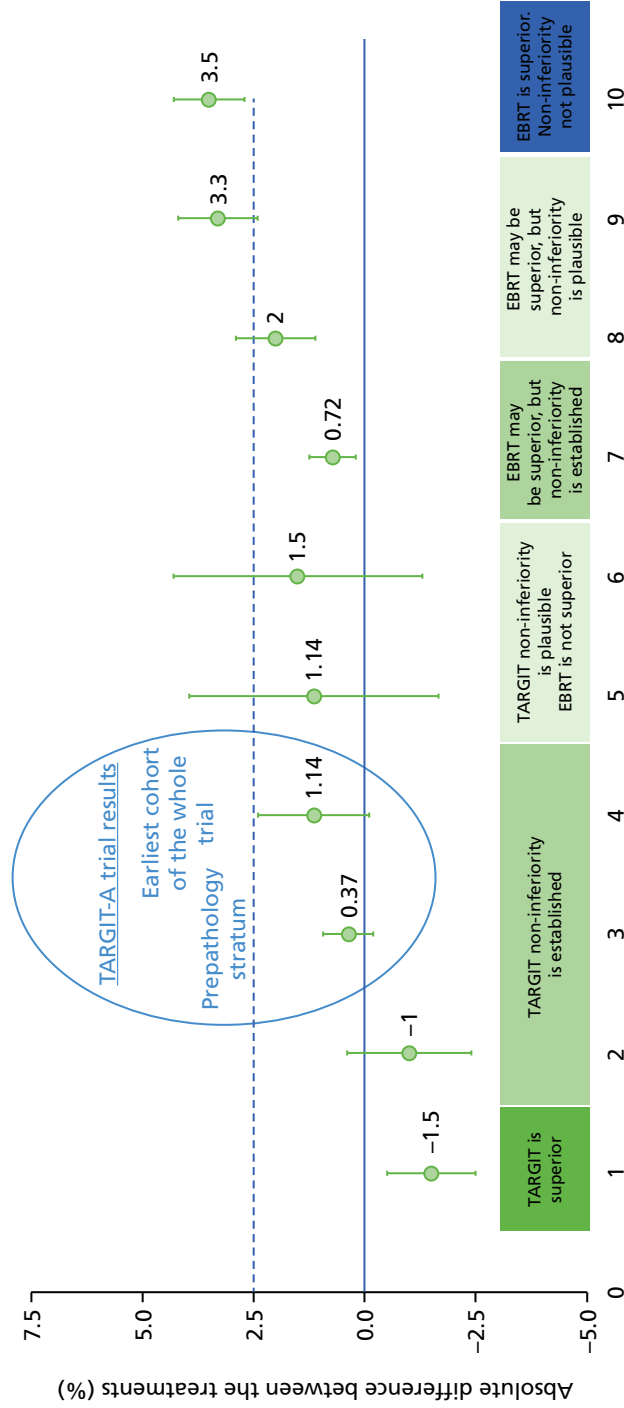 Absolute difference between the treatments (%)
7.5
5.0
2.5
0.0
−2.5
−5.0
TARGIT-A trial results
Earliest cohort
of the whole
trial
Prepathology
stratum
−1.5
−1
0.37
1.14
1.14
1.5
0.72
2
3.3
3.5
TARGIT is
superior
TARGIT non-inferiority
is established
TARGIT non-inferiority
is plausible
EBRT is not superior
EBRT may
be superior, but
non-inferiority
is established
EBRT may be
superior, but
non-inferiority
is plausible
EBRT is superior.
Non-inferiority
not plausible
0
1
2
3
4
5
6
7
8
9
10